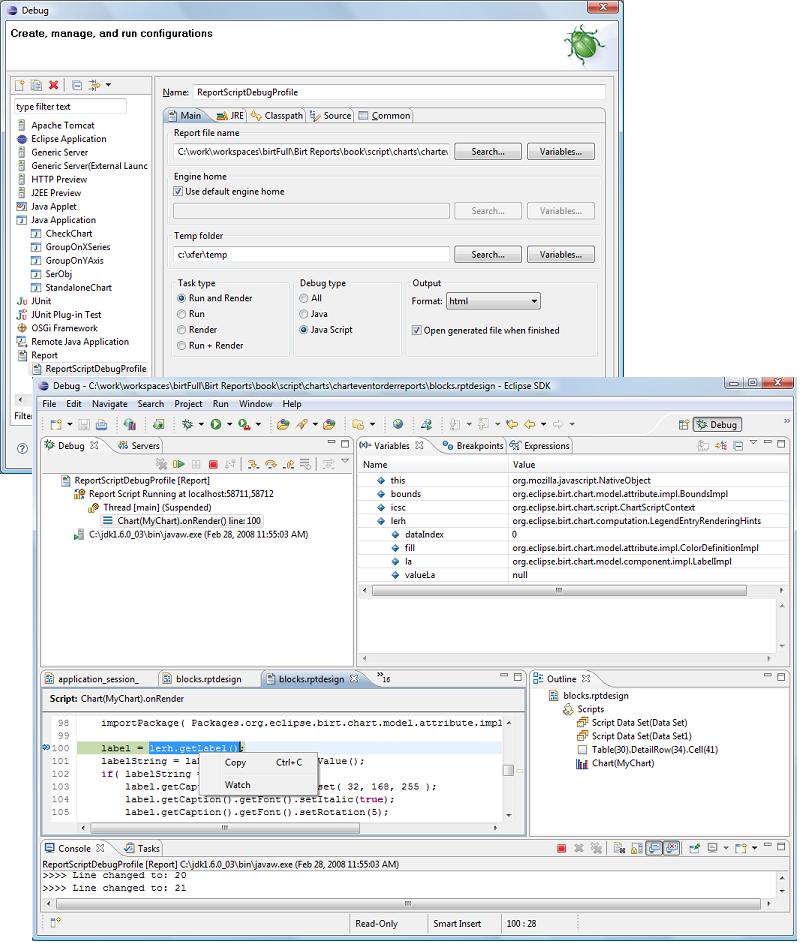 Debug
Create, manage, and run configurations
type filter text
Apache Tomcat
Eclipse Application
Generic Server
Generic Server(External Launc
HTTP Preview
J2EE Preview
Java Applet
Java Application
CheckChart
GroupOnXSeries
GroupOnYAxis
SerObj
StandaloneChart
JUnit
JUnit Plug-in Test
OSGi Framework
Remote Java Application
Report
ReportScriptDebugProfile
Filter
Name: ReportScriptDebugProfile
Main JRE Classpath Source Common
Report file name
C:\work\workspaces\birtFull\Birt Reports\book\script\charts\charte Search... Variables...
Engine home
Use default engine home
Search... Variables...
Temp folder
c:\xfer\temp Search... Variables...
Task type
Run and Render
Run
Render
Run + Render
Debug type
All
Java
Java Script
Output
Format: html
Open generated file when finished
Debug - C:\work\workspaces\birtFull\Birt Reports\book\script\charts\charteventorderreports\blocks.rptdesign - Eclipse SDK
File Edit Navigate Search Project Run Window Help
Debug
Debug Servers
ReportScriptDebugProfile [Report]
Report Script Running at localhost:58711,58712
Thread [main] (Suspended)
Chart(MyChart).onRender() line: 100
C:\jdk1.6.0_03\bin\javaw.exe (Feb 28, 2008 11:55:03 AM)
Variables Breakpoints Expressions
Name Value
this org.mozilla.javascript.NativeObject
bounds org.eclipse.birt.chart.model.attribute.impl.BoundsImpl
icsc org.eclipse.birt.chart.script.ChartScriptContext
lerh org.eclipse.birt.chart.computation.LegendEntryRenderingHints
dataIndex 0
fill org.eclipse.birt.chart.model.attribute.impl.ColorDefinitionImpl
la org.eclipse.birt.chart.model.component.impl.LabelImpl
valueLa null
application_session_ blocks.rptdesign blocks.rptdesign 16
Script: Chart(MyChart).onRender
98 importPackage( Packages.org.eclipse.birt.chart.model.attribute.impl
99
100 label = lerh.getLabel();
101 labelString = la Value();
102 if( labelString =
103 label.getCap set( 32, 168, 255 );
104 label.getCaption().getFont().setItalic(true);
105 label.getCaption().getFont().setRotation(5);
Copy Ctrl+C
Watch
Outline
blocks.rptdesign
Scripts
Script Data Set(Data Set)
Script Data Set(Data Set1)
Table(30).DetailRow(34).Cell(41)
Chart(MyChart)
Console Tasks
ReportScriptDebugProfile [Report] C:\jdk1.6.0_03\bin\javaw.exe (Feb 28, 2008 11:55:03 AM)
>>>> Line changed to: 20
>>>> Line changed to: 21
Read-Only Smart Insert 100 : 28